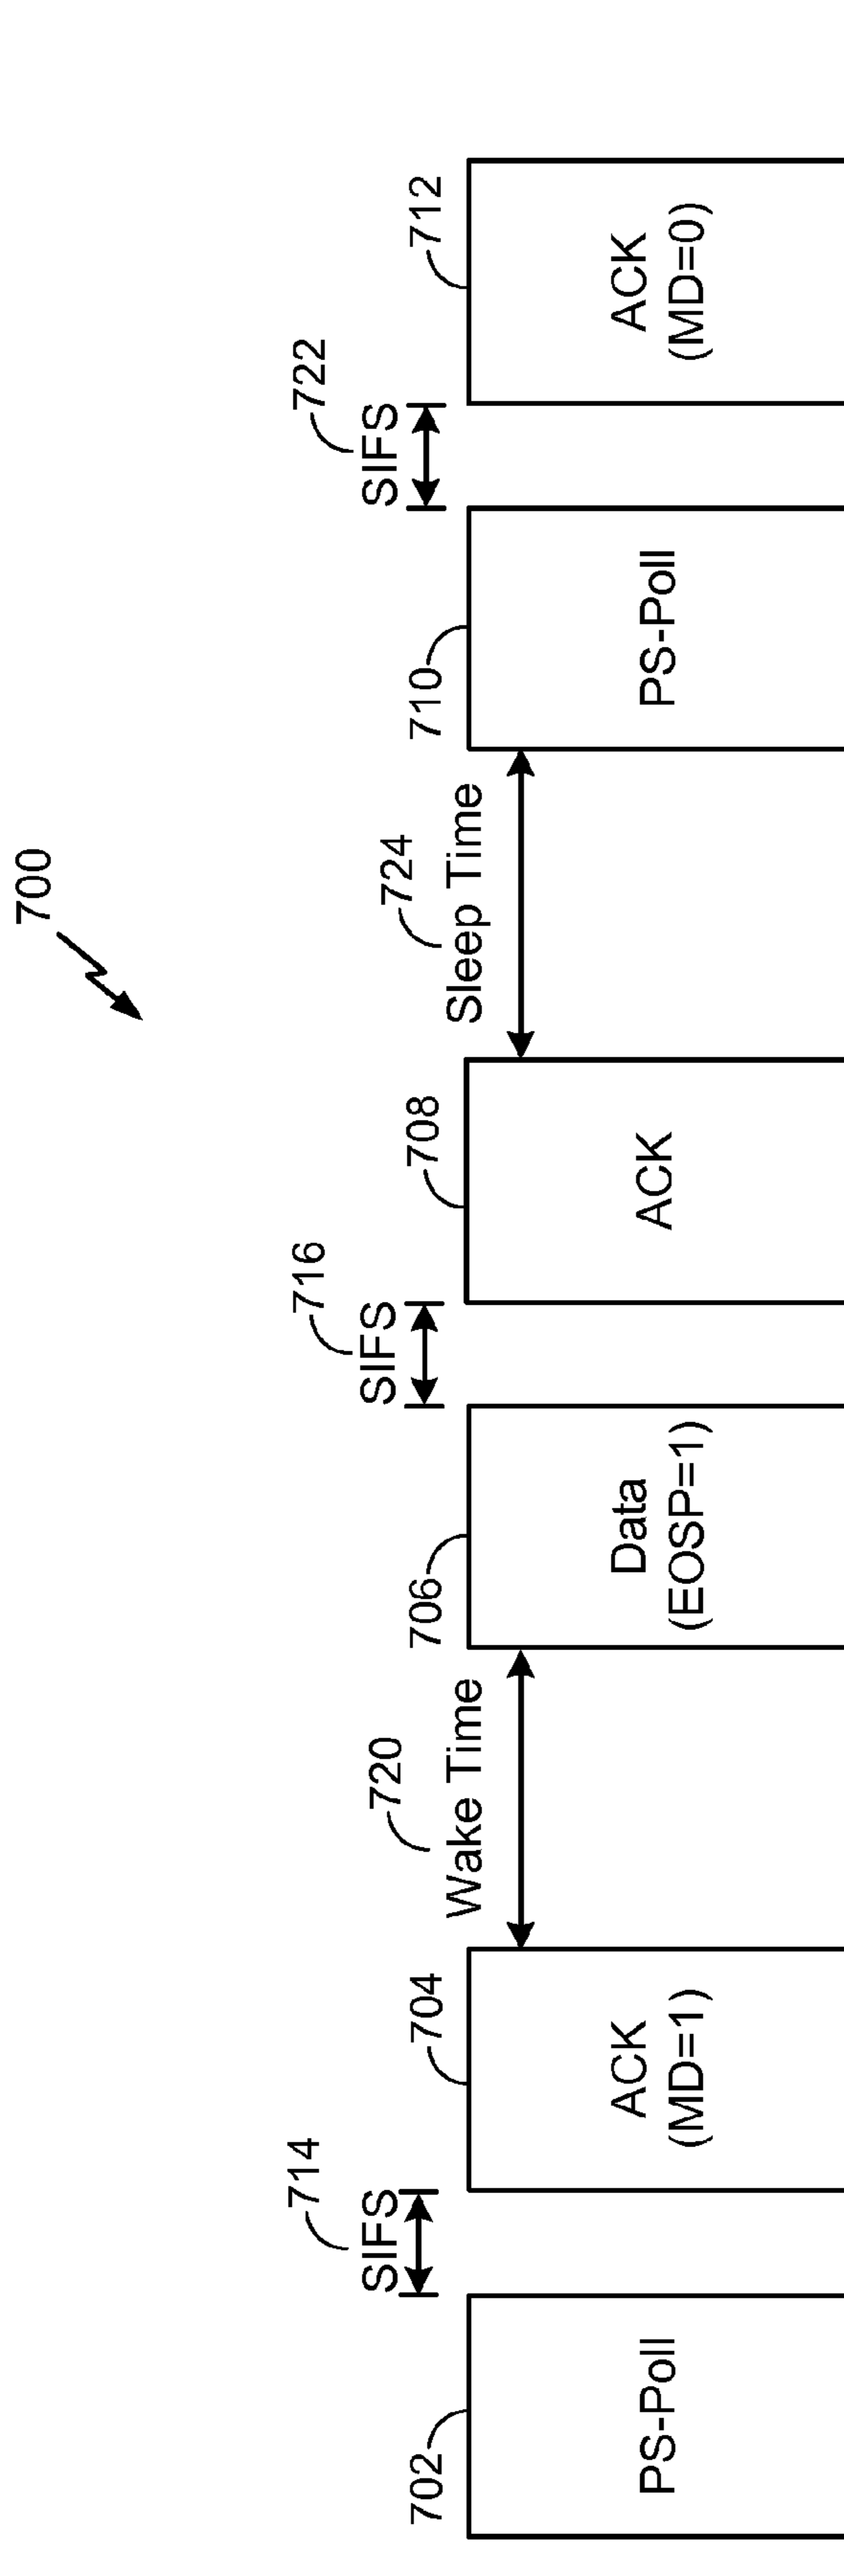 700
702
PS-Poll
714
SIFS
704
ACK
(MD=1)
720
Wake Time
706
Data
(EOSP=1)
716
SIFS
708
ACK
724
Sleep Time
710
PS-Poll
722
SIFS
712
ACK
(MD=0)